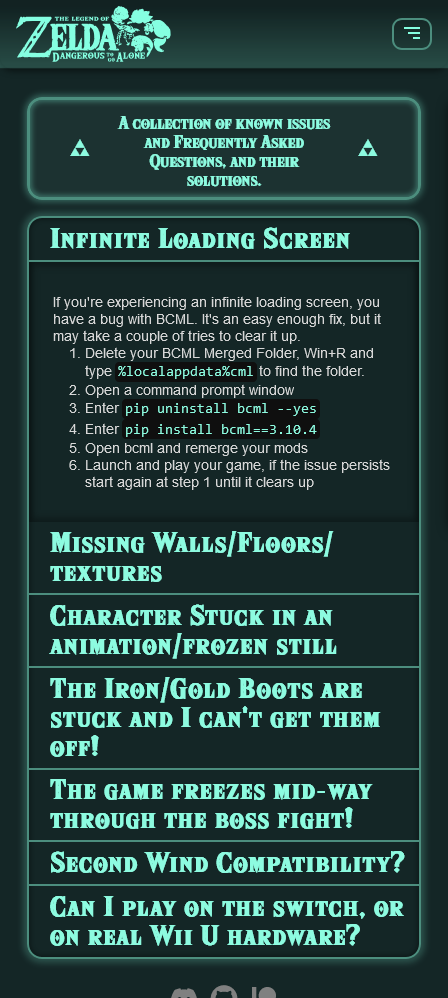 THE LEGEND OF
ZELDA
DANGEROUS TO GO ALONE
A collection of known issues
and Frequently Asked
Questions, and their
solutions.
Infinite Loading Screen
If you're experiencing an infinite loading screen, you
have a bug with BCML. It's an easy enough fix, but it
may take a couple of tries to clear it up.
1. Delete your BCML Merged Folder, Win+R and
type %localappdata%cml to find the folder.
2. Open a command prompt window
3. Enter pip uninstall bcml --yes
4. Enter pip install bcml==3.10.4
5. Open bcml and remerge your mods
6. Launch and play your game, if the issue persists
start again at step 1 until it clears up
Missing Walls/Floors/
textures
Character Stuck in an
animation/frozen still
The Iron/Gold Boots are
stuck and I can't get them
off!
The game freezes mid-way
through the boss fight!
Second Wind Compatibility?
Can I play on the switch, or
on real Wii U hardware?